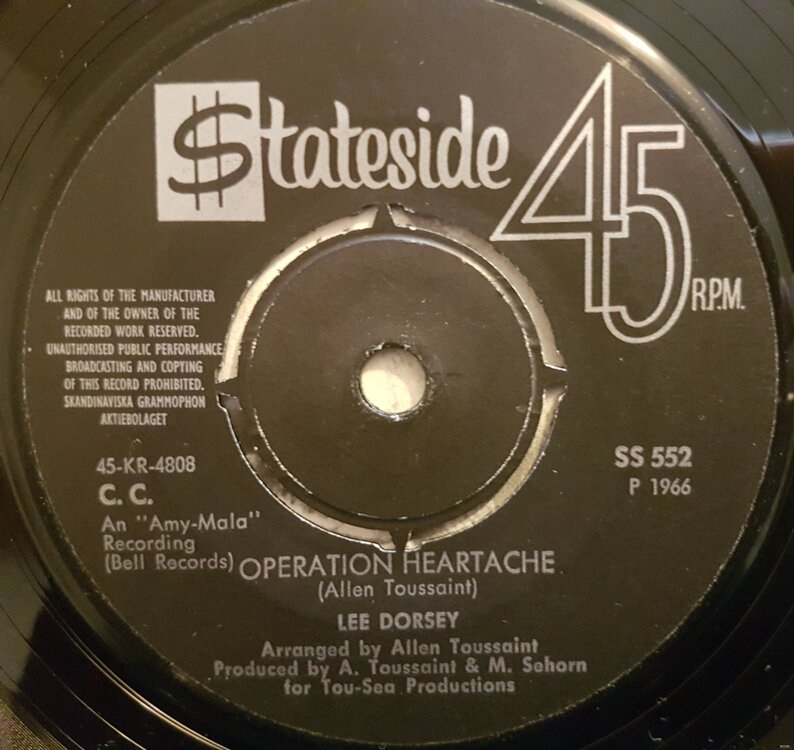 $tateside 45 R.P.M.
ALL RIGHTS OF THE MANUFACTURER
AND OF THE OWNER OF THE
RECORDED WORK RESERVED.
UNAUTHORISED PUBLIC PERFORMANCE,
BROADCASTING AND COPYING
OF THIS RECORD PROHIBITED.
SKANDINAVISKA GRAMMOPHON
AKTIEBOLAGET
45-KR-4808
C. C.
An "Amy-Mala"
Recording
(Bell Records)
SS 552
P 1966
OPERATION HEARTACHE
(Allen Toussaint)
LEE DORSEY
Arranged by Allen Toussaint
Produced by A. Toussaint & M. Sehorn
for Tou-Sea Productions